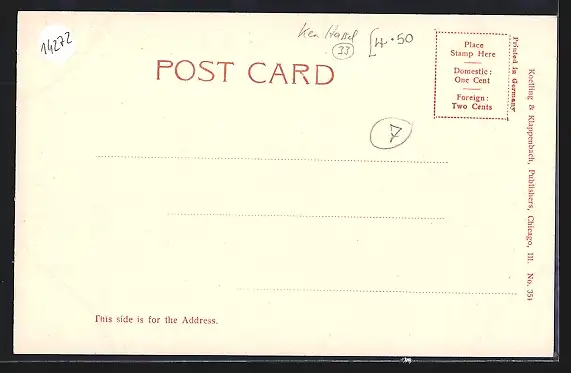 14272
(33)
[4.50
POST CARD
Place
Stamp Here
Domestic:
One Cent
Foreign:
Two Cents
Printed in Germany
Koelling & Klappenbach, Publishers, Chicago, Ill. No. 351
7
This side is for the Address.